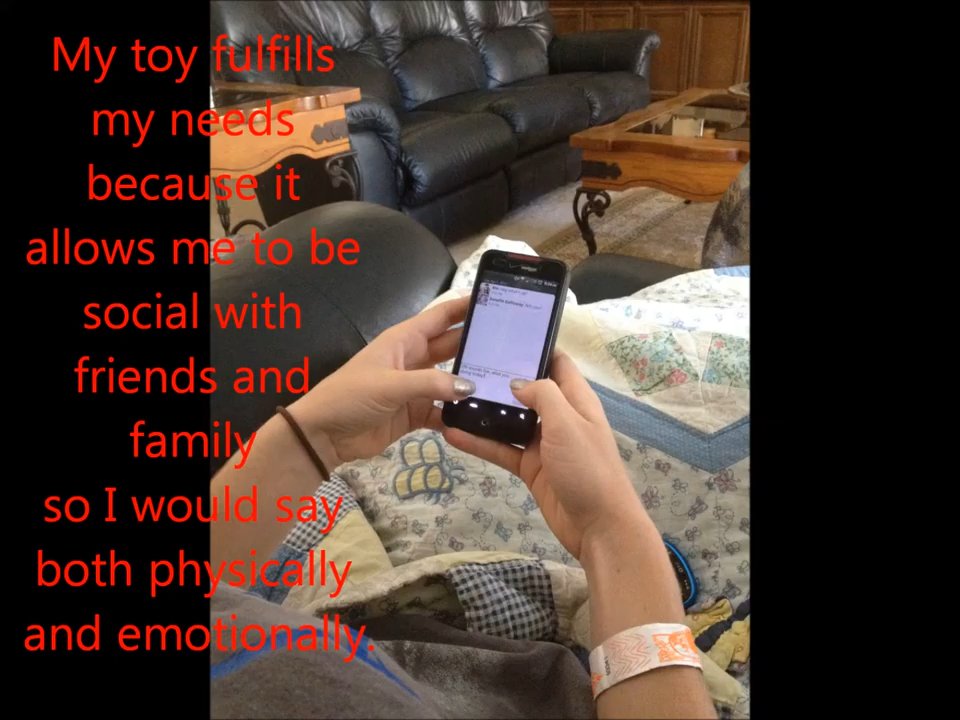 My toy fulfills
my needs
because it
allows me to be
social with
friends and
family
so I would say
both physically
and emotionally.
verizon